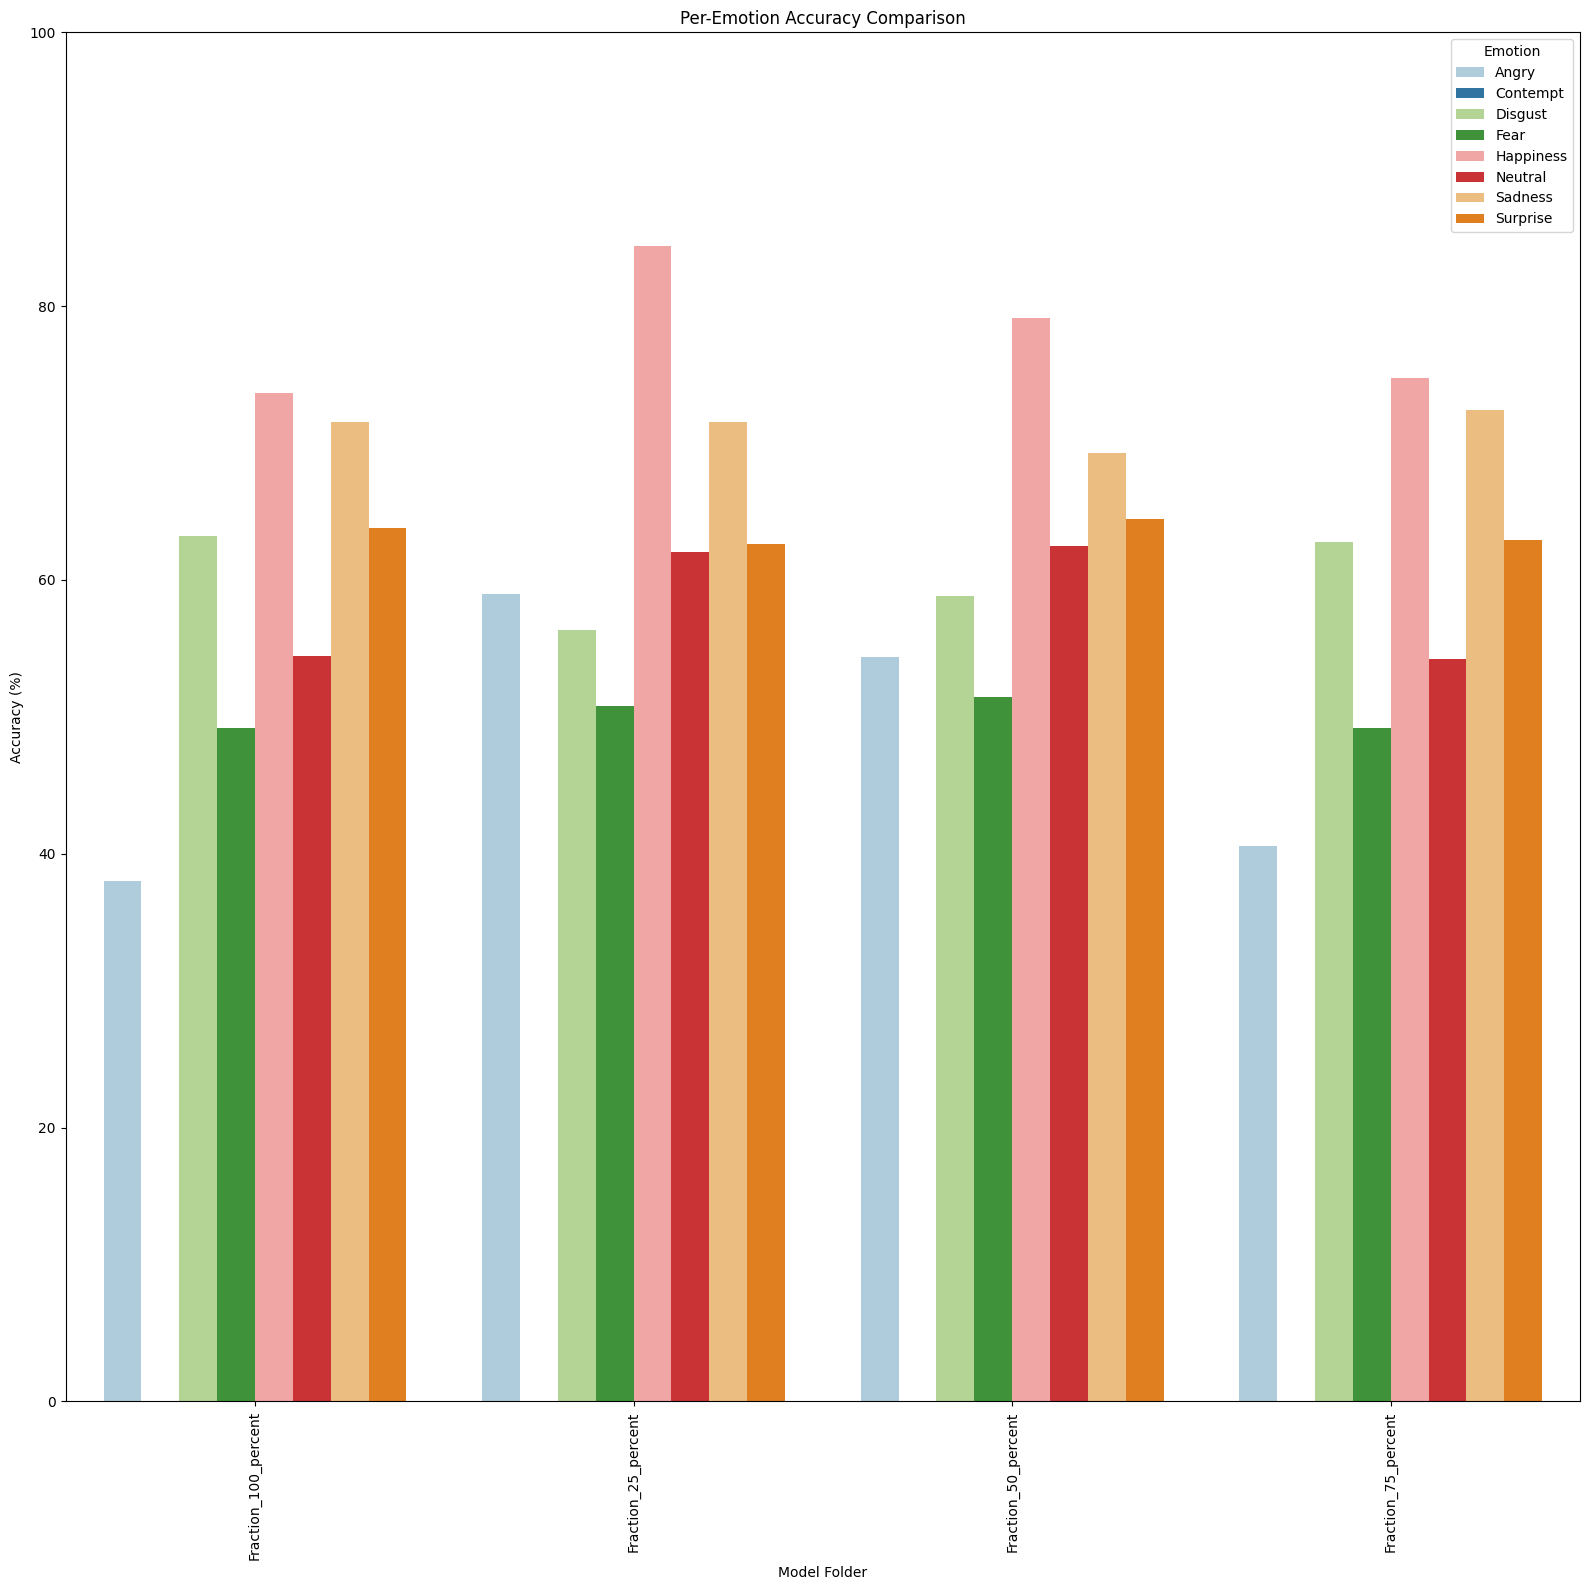 Per-Emotion Accuracy Comparison
100
80
60
40
20
0
Accuracy (%)
Emotion
Angry
Contempt
Disgust
Fear
Happiness
Neutral
Sadness
Surprise
Fraction_100_percent
Fraction_25_percent
Fraction_50_percent
Fraction_75_percent
Model Folder